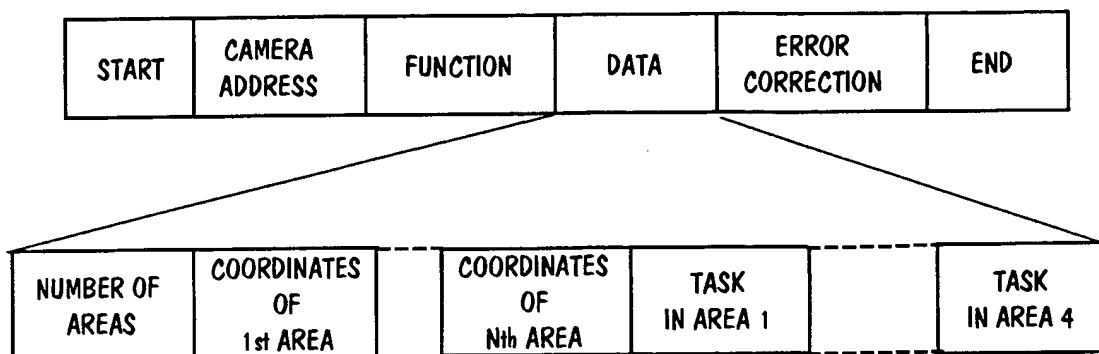 START
CAMERA
ADDRESS
FUNCTION
DATA
ERROR
CORRECTION
END
NUMBER OF
AREAS
COORDINATES
OF
1st AREA
COORDINATES
OF
Nth AREA
TASK
IN AREA 1
TASK
IN AREA 4